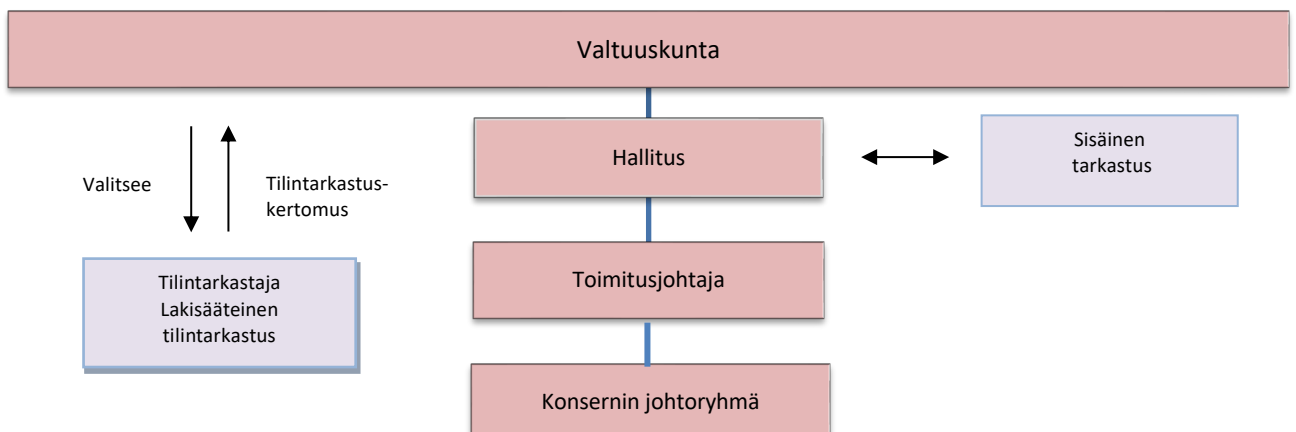 Valtuuskunta
Hallitus
Sisäinen
tarkastus
Valitsee
Tilintarkastus-
kertomus
Toimitusjohtaja
Tilintarkastaja
Lakisääteinen
tilintarkastus
Konsernin johtoryhmä